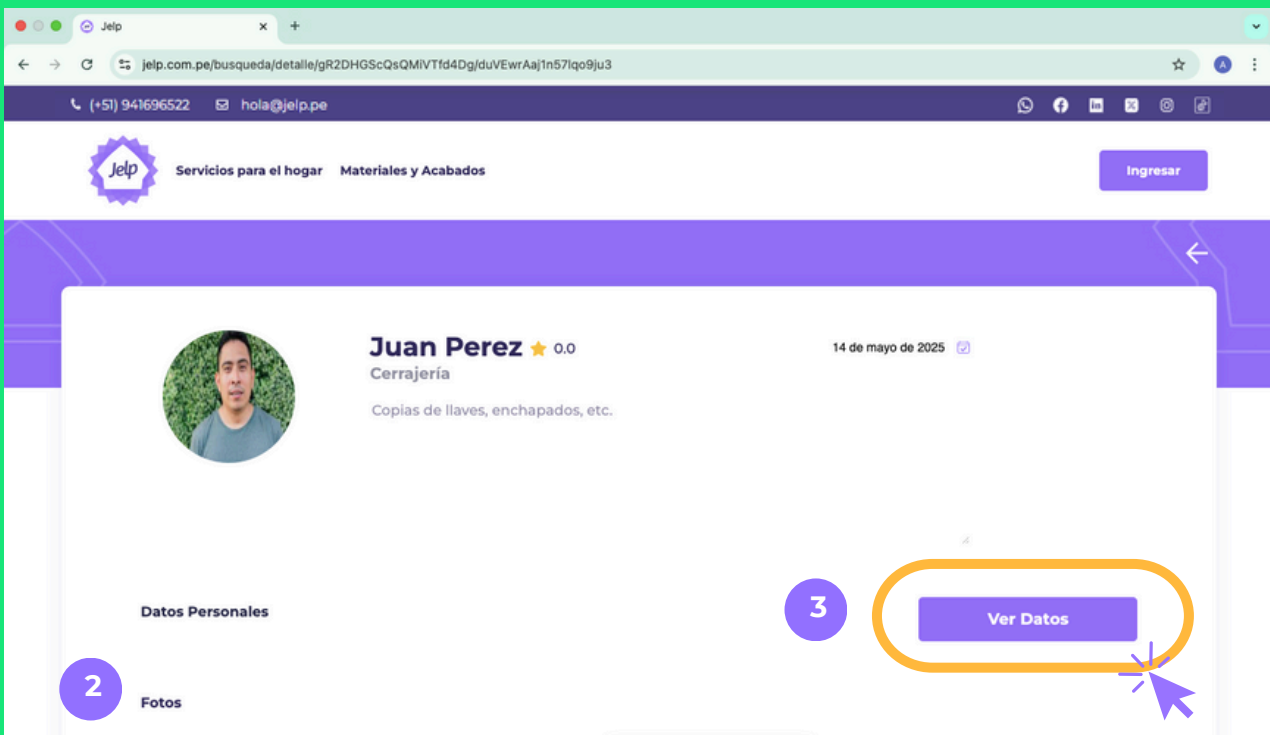 Jelp
jelp.com.pe/busqueda/detalle/gR2DHGScQsQMiVTfd4Dg/duVEwrAaj1n57lqo9ju3
A
(+51) 941696522 hola@jelp.pe
Jelp Servicios para el hogar Materiales y Acabados Ingresar
Juan Perez 0.0 14 de mayo de 2025
Cerrajería
Copias de llaves, enchapados, etc.
Datos Personales 3 Ver Datos
2 Fotos